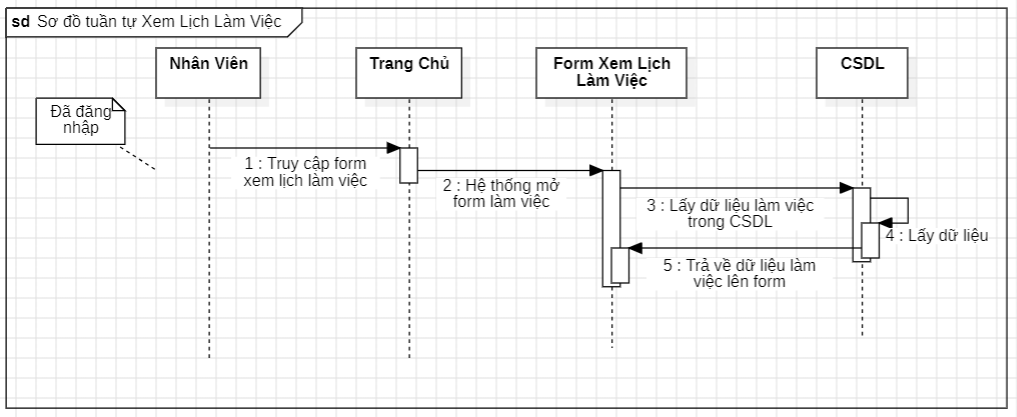 sd Sơ đồ tuần tự Xem Lịch Làm Việc
Nhân Viên
Trang Chủ
Form Xem Lịch
Làm Việc
CSDL
Đã đăng
nhập
1 : Truy cập form
xem lịch làm việc
2 : Hệ thống mở
form làm việc
3 : Lấy dữ liệu làm việc
trong CSDL
4 : Lấy dữ liệu
5 : Trả về dữ liệu làm
việc lên form